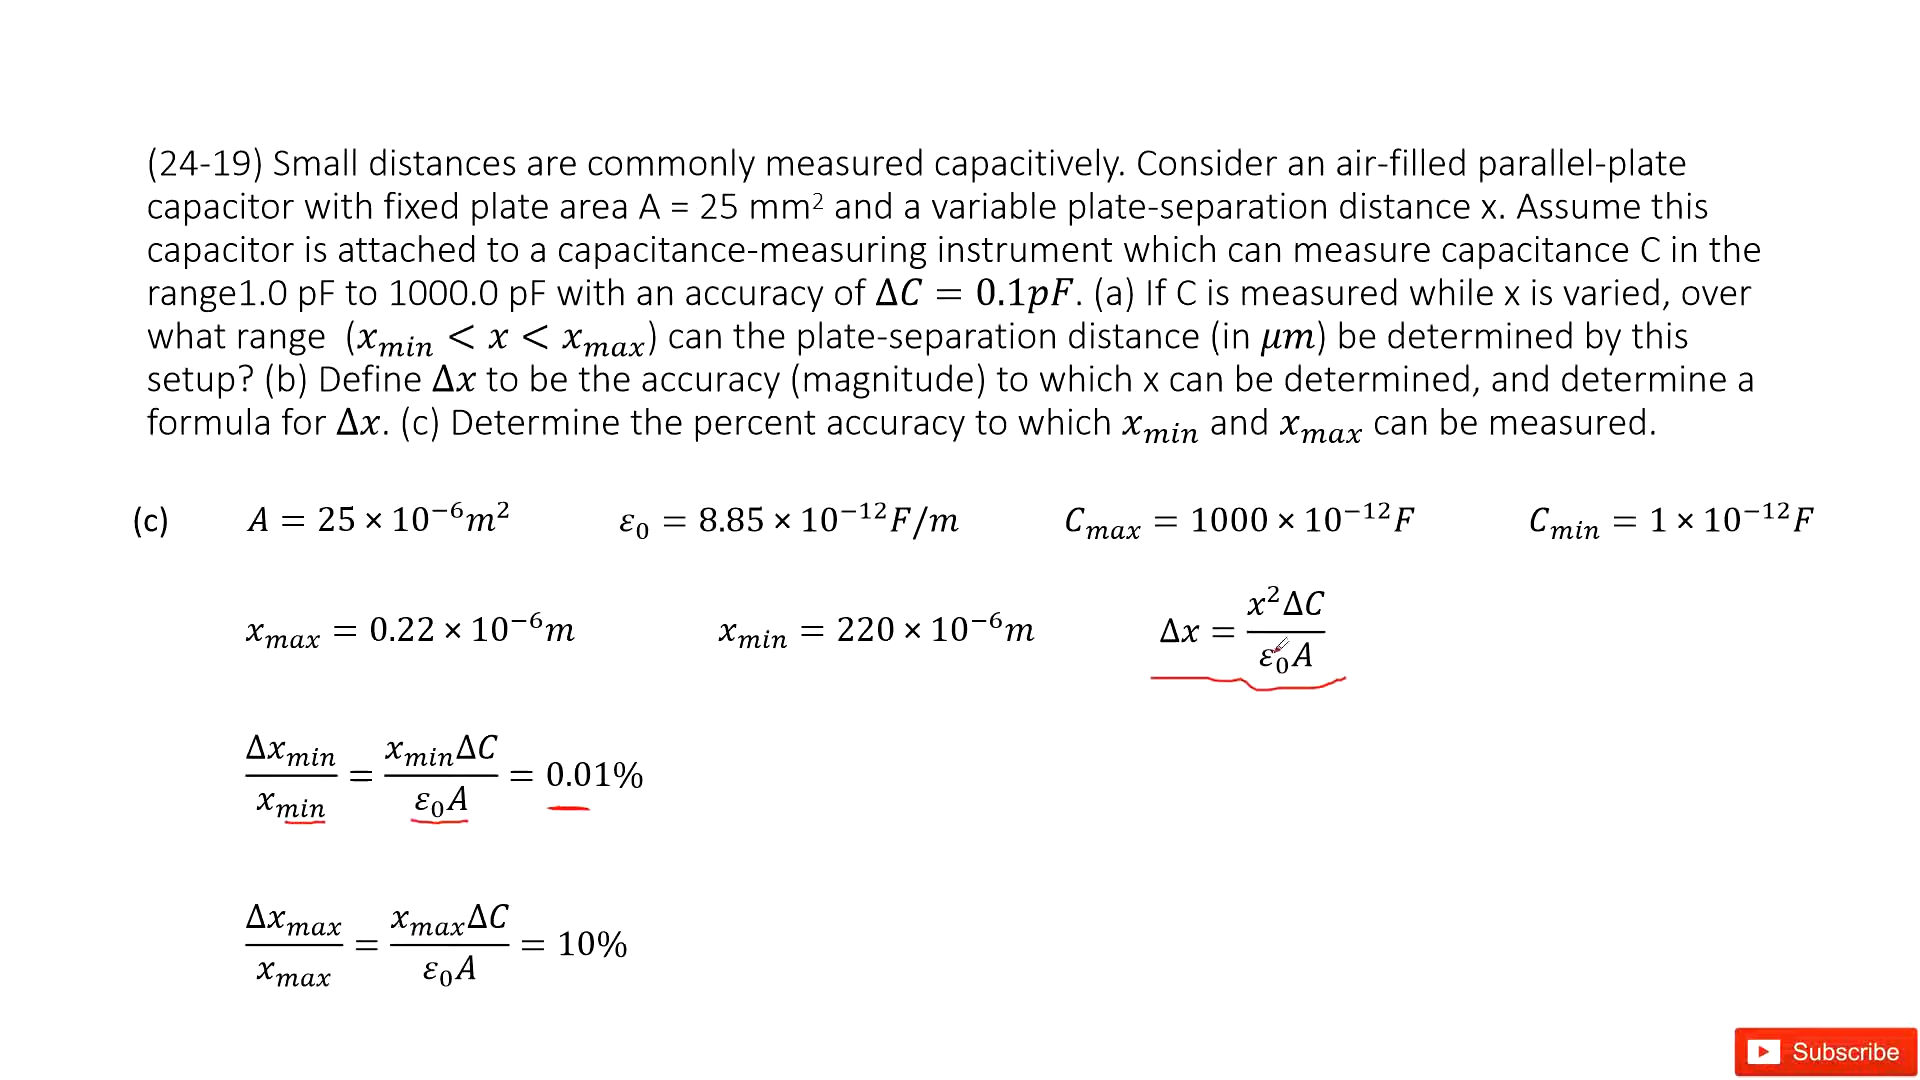 (24-19) Small distances are commonly measured capacitively. Consider an air-filled parallel-plate
capacitor with fixed plate area A = 25 mm² and a variable plate-separation distance x. Assume this
capacitor is attached to a capacitance-measuring instrument which can measure capacitance C in the
range1.0 pF to 1000.0 pF with an accuracy of ΔC = 0.1pF. (a) If C is measured while x is varied, over
what range (x_min < x < x_max) can the plate-separation distance (in μm) be determined by this
setup? (b) Define Δx to be the accuracy (magnitude) to which x can be determined, and determine a
formula for Δx. (c) Determine the percent accuracy to which x_min and x_max can be measured.
(c) A = 25 × 10⁻⁶m² ε₀ = 8.85 × 10⁻¹²F/m C_max = 1000 × 10⁻¹²F C_min = 1 × 10⁻¹²F
x_max = 0.22 × 10⁻⁶m x_min = 220 × 10⁻⁶m Δx = x²ΔC / ε₀A
Δx_min / x_min = x_minΔC / ε₀A = 0.01%
Δx_max / x_max = x_maxΔC / ε₀A = 10%
Subscribe